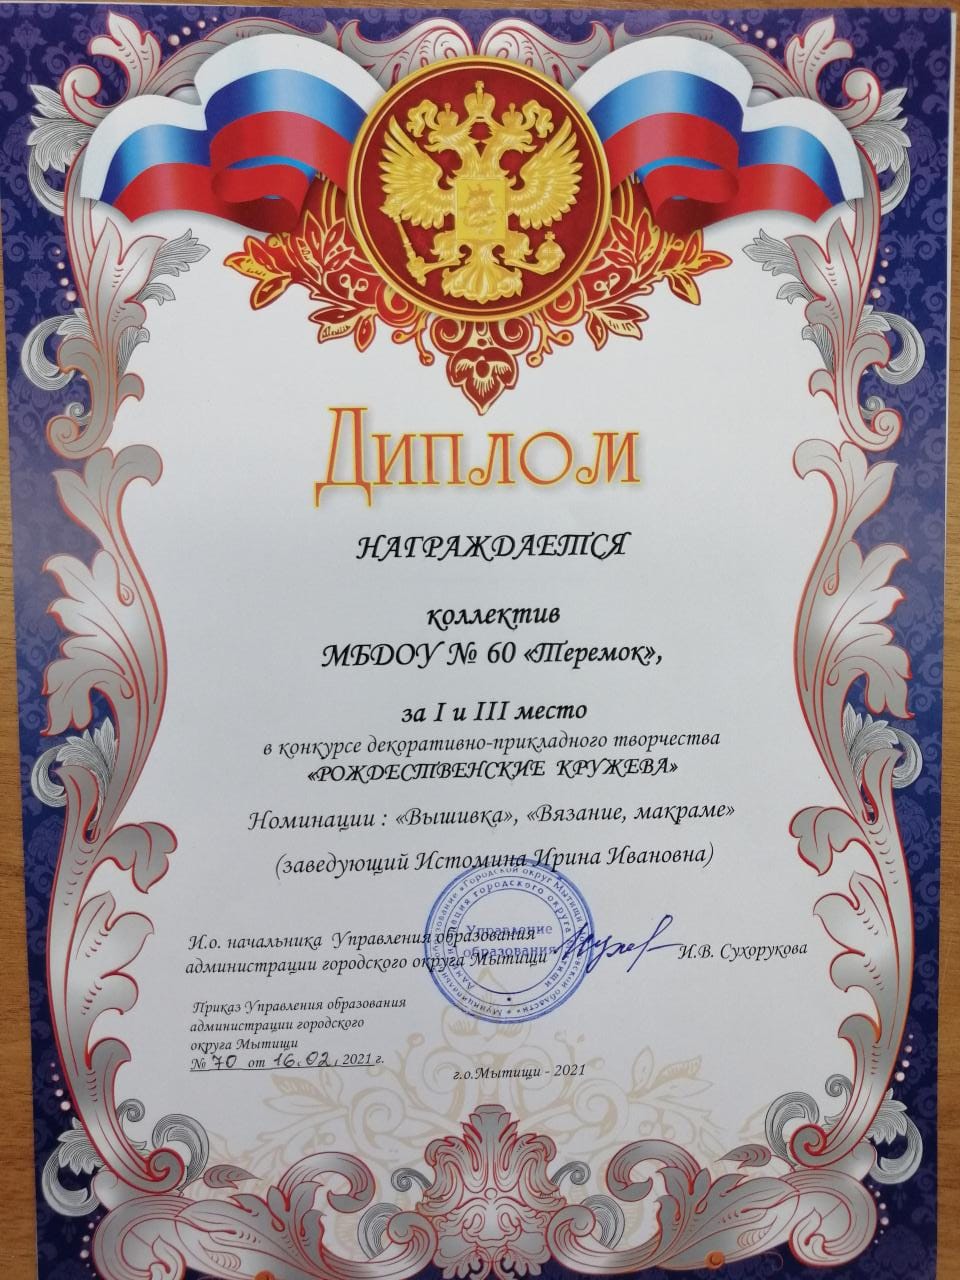 Диплом
НАГРАЖДАЕТСЯ
коллектив
МБДОУ № 60 «Теремок»,
за I и III место
в конкурсе декоративно-прикладного творчества
«РОЖДЕСТВЕНСКИЕ КРУЖЕВА»
Номинации : «Вышивка», «Вязание, макраме»
(заведующий Истомина Ирина Ивановна)
И.о. начальника Управления образования
администрации городского округа Мытищи
И.В. Сухорукова
Управление
образования
Приказ Управления образования
администрации городского
округа Мытищи
№ 70 от 16.02.2021 г.
г.о.Мытищи - 2021